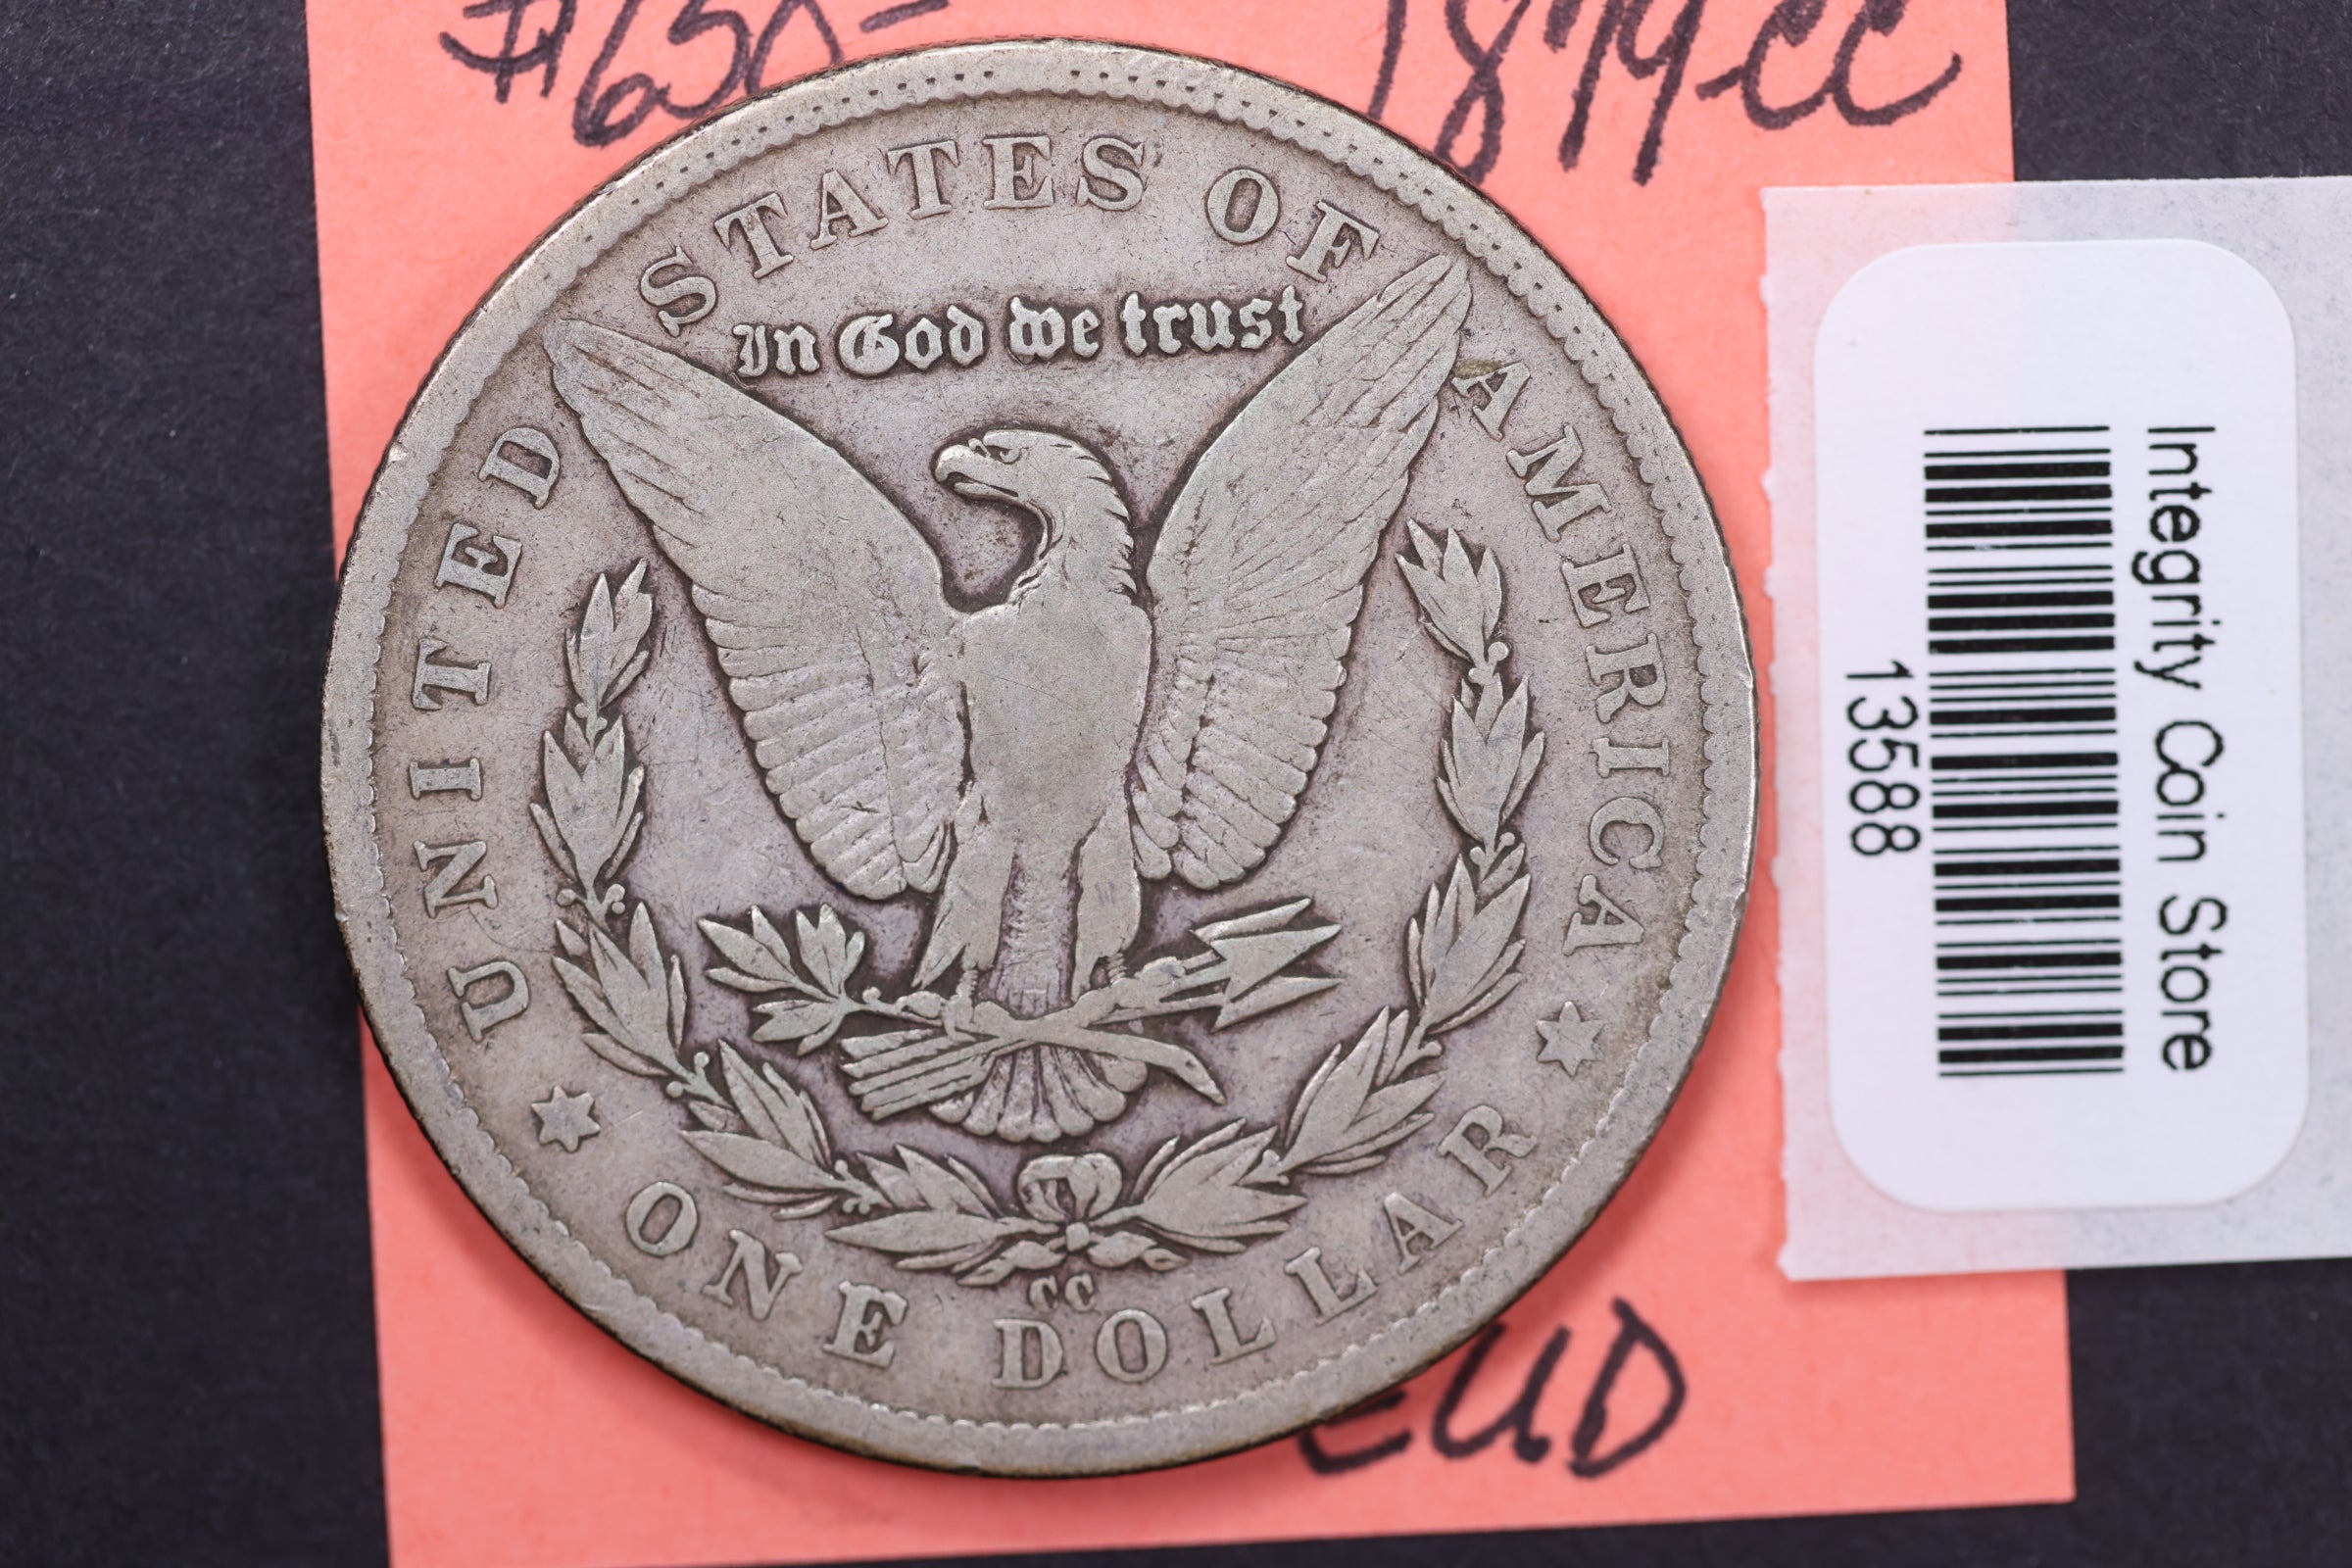 #650-
1879-CC
UNITED STATES OF AMERICA
In God we trust
CC
ONE DOLLAR
Integrity Coin Store
13588